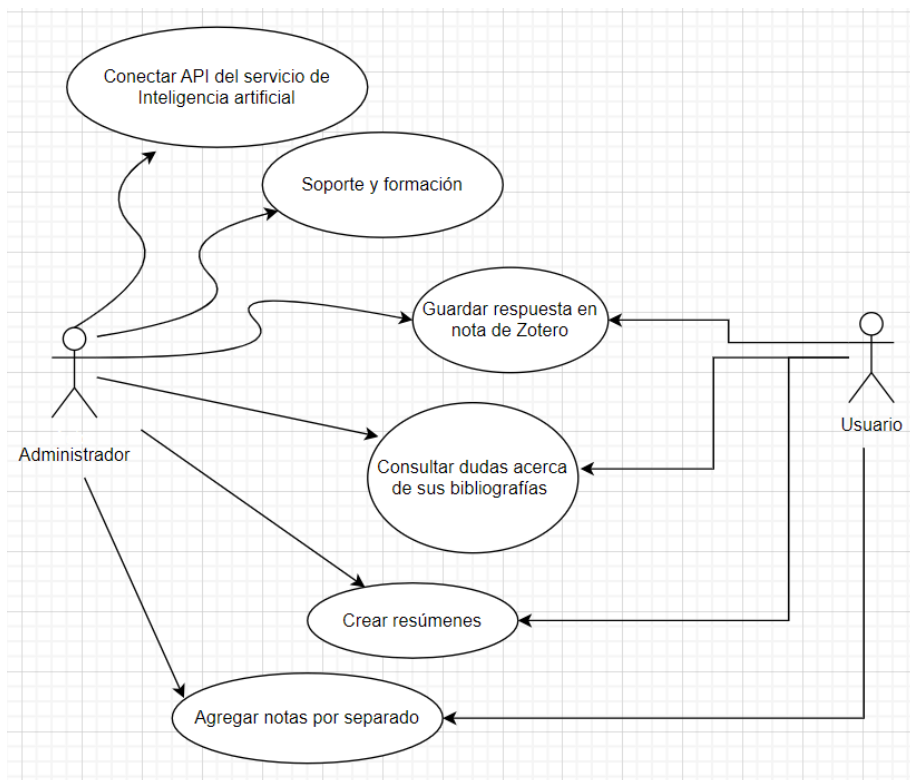 Conectar API del servicio de
Inteligencia artificial
Soporte y formación
Guardar respuesta en
nota de Zotero
Usuario
Administrador
Consultar dudas acerca
de sus bibliografías
Crear resúmenes
Agregar notas por separado